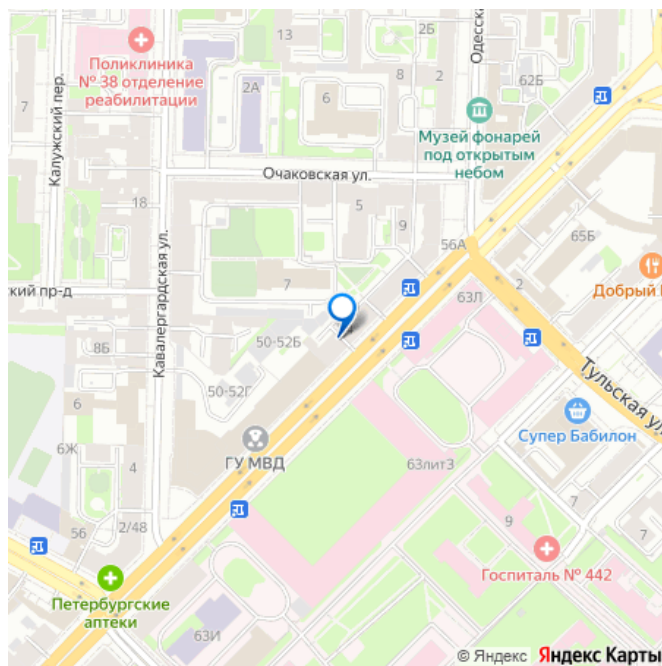 13
2Б
Одесск
Поликлиника
№ 38 отделение
реабилитации
2А
6
8
2
62Б
7
Калужский пер.
Музей фонарей
под открытым
небом
Очаковская ул.
18
5
9
56А
65Б
Кавалергардская ул.
7
2
ский пр-д
63Л
Добрый
8Б
50-52Б
50-52Г
Тульская ул.
6
Супер Бабилон
6Ж
4
ГУ МВД
63литЗ
7
7
9
56
2/48
Госпиталь № 442
Петербургские
аптеки
63И
© Яндекс Яндекс Карты